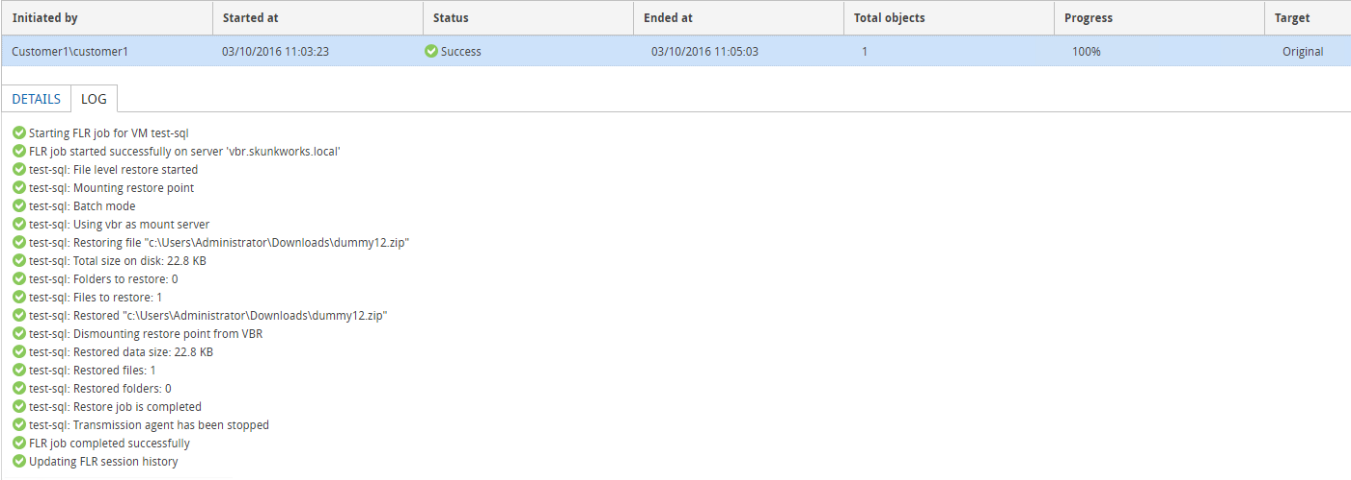 Initiated by Started at Status Ended at Total objects Progress Target
Customer1\customer1 03/10/2016 11:03:23 Success 03/10/2016 11:05:03 1 100% Original
DETAILS LOG
Starting FLR job for VM test-sql
FLR job started successfully on server 'vbr.skunkworks.local'
test-sql: File level restore started
test-sql: Mounting restore point
test-sql: Batch mode
test-sql: Using vbr as mount server
test-sql: Restoring file "c:\Users\Administrator\Downloads\dummy12.zip"
test-sql: Total size on disk: 22.8 KB
test-sql: Folders to restore: 0
test-sql: Files to restore: 1
test-sql: Restored "c:\Users\Administrator\Downloads\dummy12.zip"
test-sql: Dismounting restore point from VBR
test-sql: Restored data size: 22.8 KB
test-sql: Restored files: 1
test-sql: Restored folders: 0
test-sql: Restore job is completed
test-sql: Transmission agent has been stopped
FLR job completed successfully
Updating FLR session history